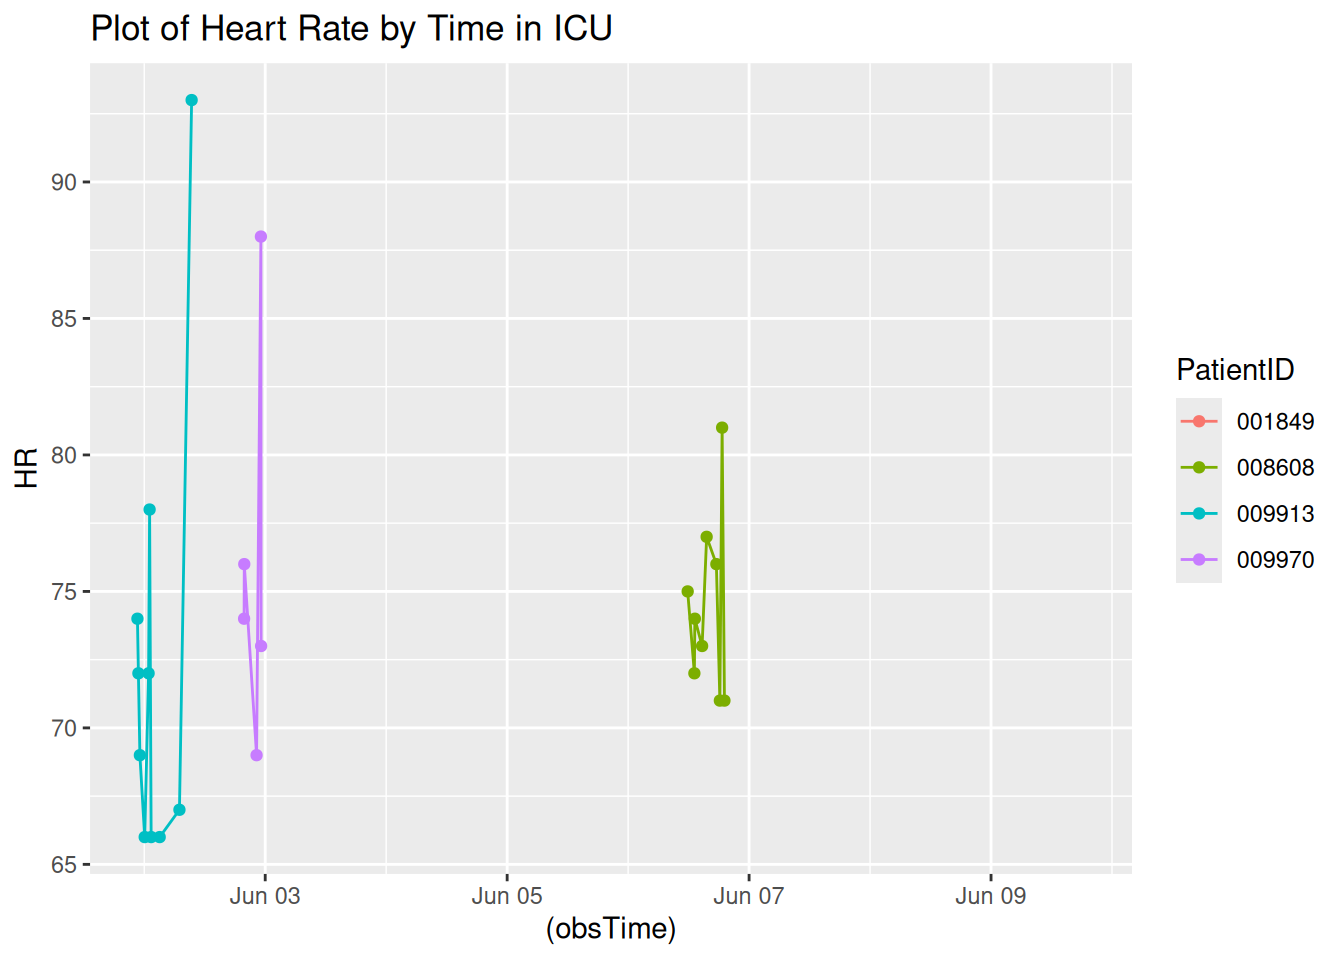 Plot of Heart Rate by Time in ICU
90
85
80
75
70
65
HR
Jun 03
Jun 05
Jun 07
Jun 09
(obsTime)
PatientID
001849
008608
009913
009970